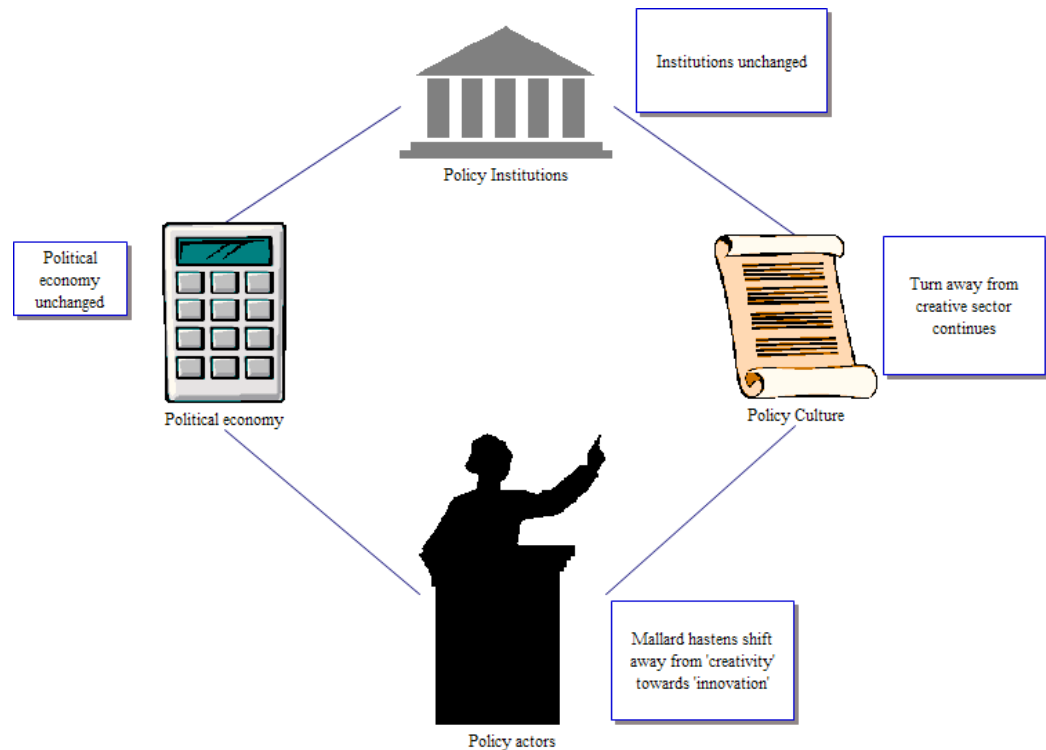 Institutions unchanged
Policy Institutions
Political
economy
unchanged
Political economy
Turn away from
creative sector
continues
Policy Culture
Mallard hastens shift
away from 'creativity'
towards 'innovation'
Policy actors